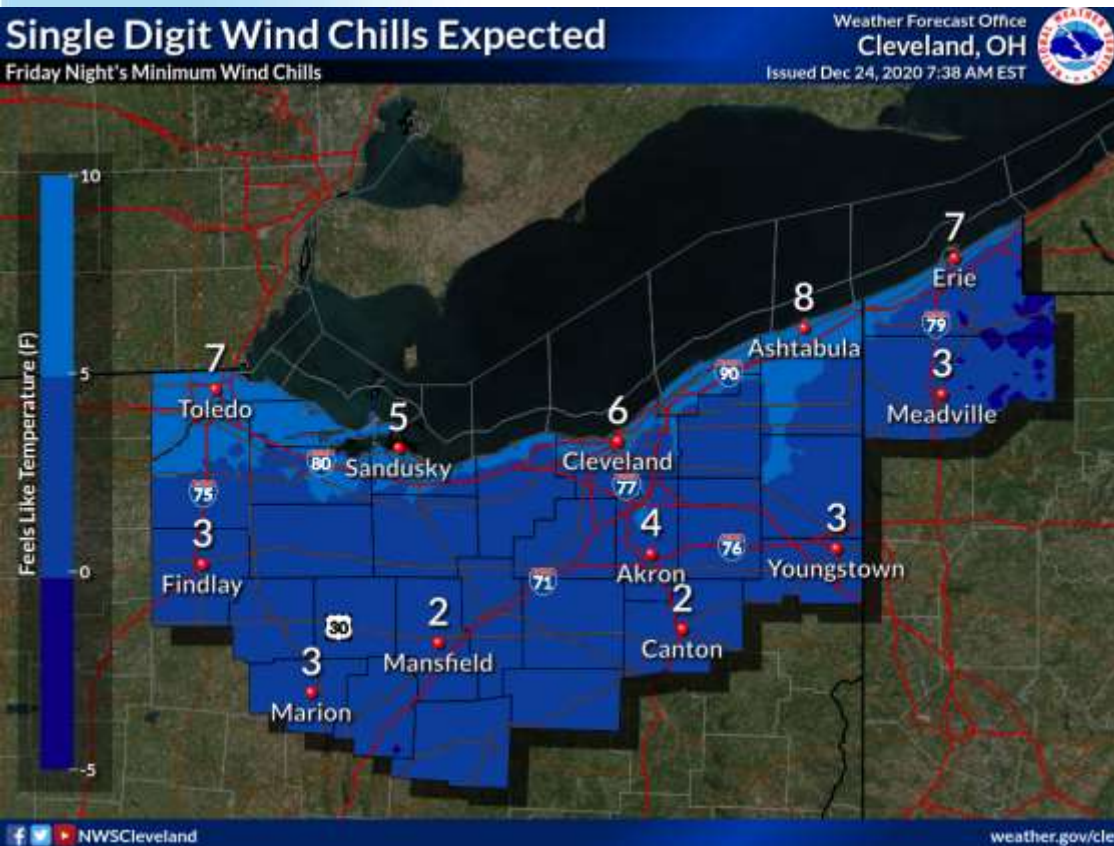 Single Digit Wind Chills Expected
Friday Night's Minimum Wind Chills
Weather Forecast Office
Cleveland, OH
Issued Dec 24, 2020 7:38 AM EST
NATIONAL WEATHER SERVICE
10
5
0
-5
Feels Like Temperature (F)
7
Erie
8
Ashtabula
79
90
3
Meadville
7
Toledo
5
Sandusky
6
Cleveland
80
77
75
3
Findlay
4
Akron
76
3
Youngstown
71
2
Canton
30
2
Mansfield
3
Marion
NWSCleveland
weather.gov/cle